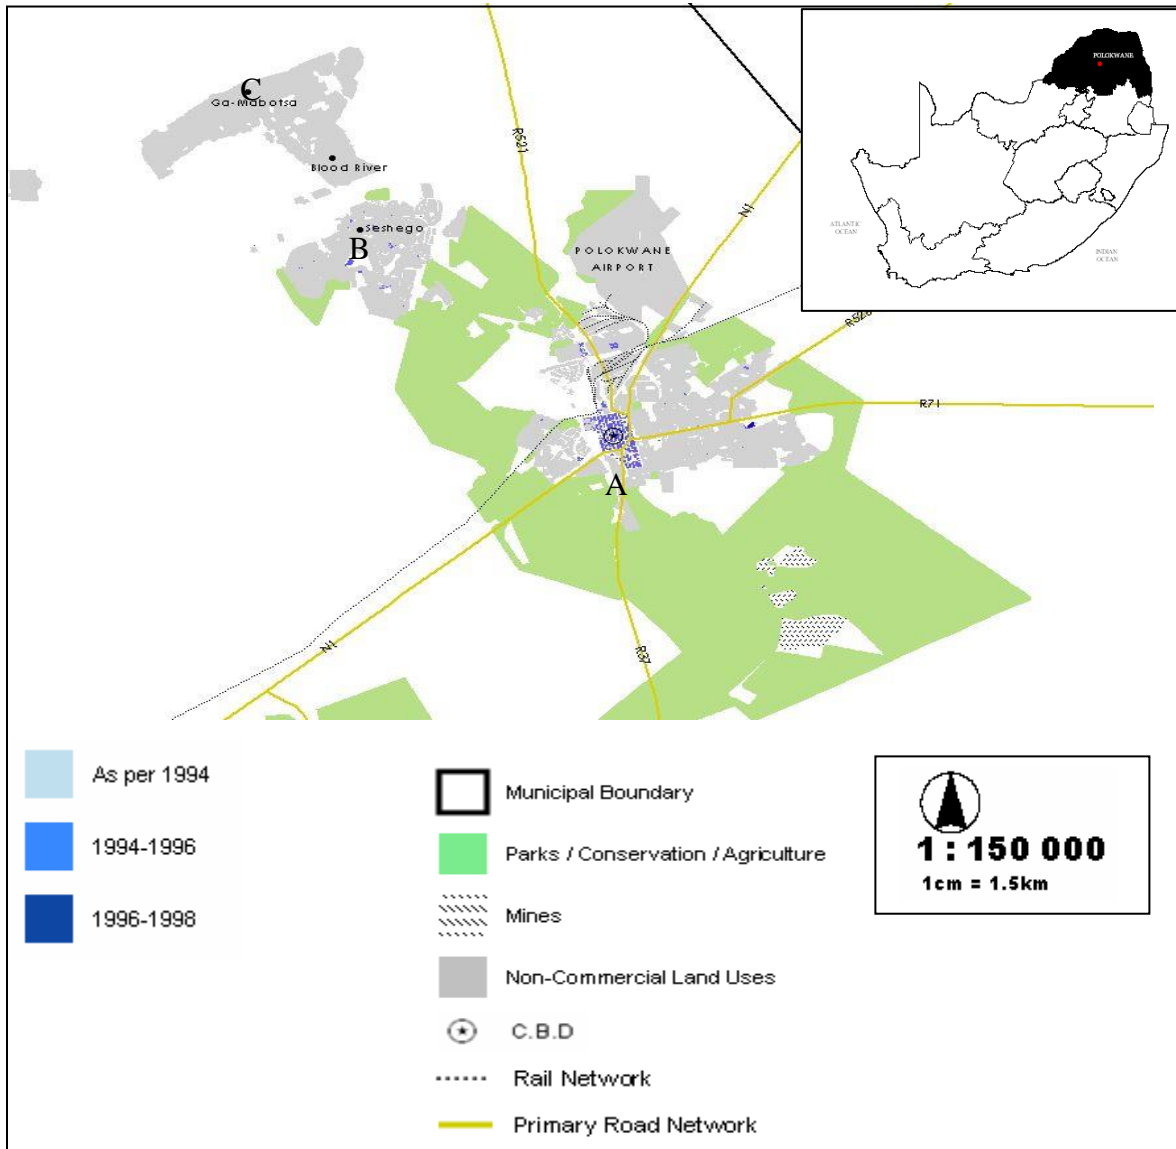 C
Ga-Mabotsa
Blood River
Seshego
B
R521
N1
POLOKWANE
AIRPORT
R71
A
N1
R37
POLOKWANE
ATLANTIC
OCEAN
INDIAN
OCEAN
As per 1994
1994-1996
1996-1998
Municipal Boundary
Parks / Conservation / Agriculture
Mines
Non-Commercial Land Uses
C.B.D
Rail Network
Primary Road Network
1 : 150 000
1cm = 1.5km